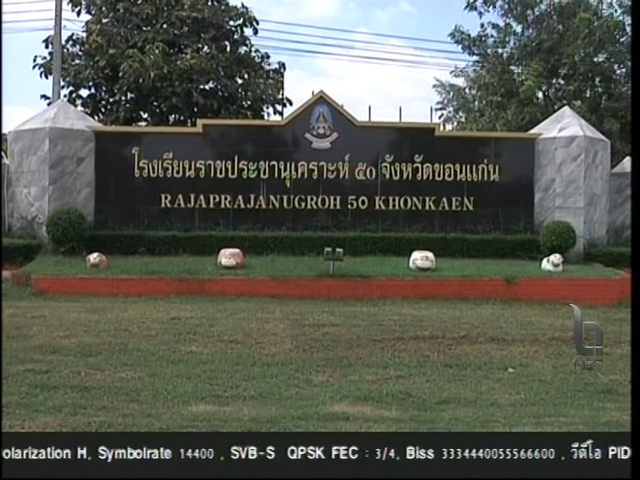 โรงเรียนราชประชานุเคราะห์ ๕๐ จังหวัดขอนแก่น
RAJAPRAJANUGROH 50 KHONKAEN
olarization H, Symbolrate 14400 , SVB-S QPSK FEC : 3/4, Biss 3334440055566600 , วีดีโอ PID